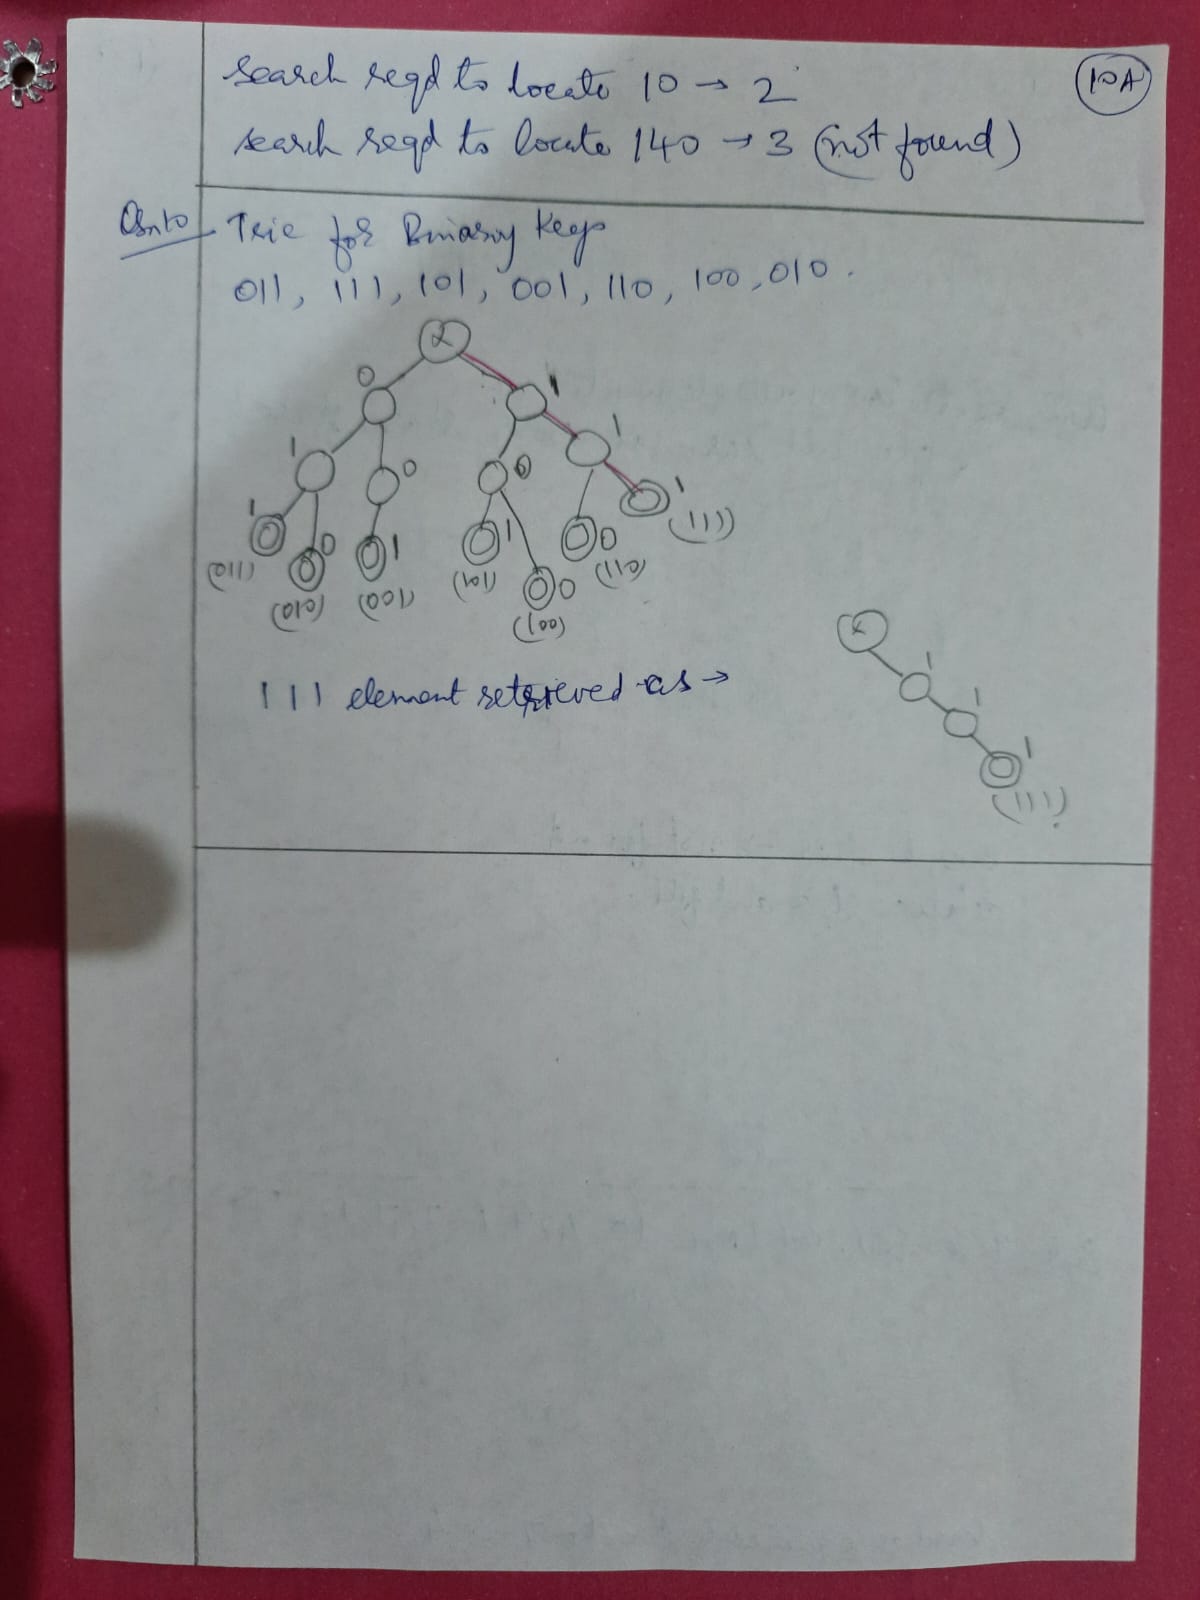 10A
search reqd to locate 10 → 2
search reqd to locate 140 → 3 (not found)
Qsn10 Trie for Binary Keys
011, 111, 101, 001, 110, 100, 010.
0 1
1 0 0 1
1 0 1 1 0 0 1
(011) (010) (001) (101) (100) (110) (111)
111 element retrieved as →
1
1
1
(111)